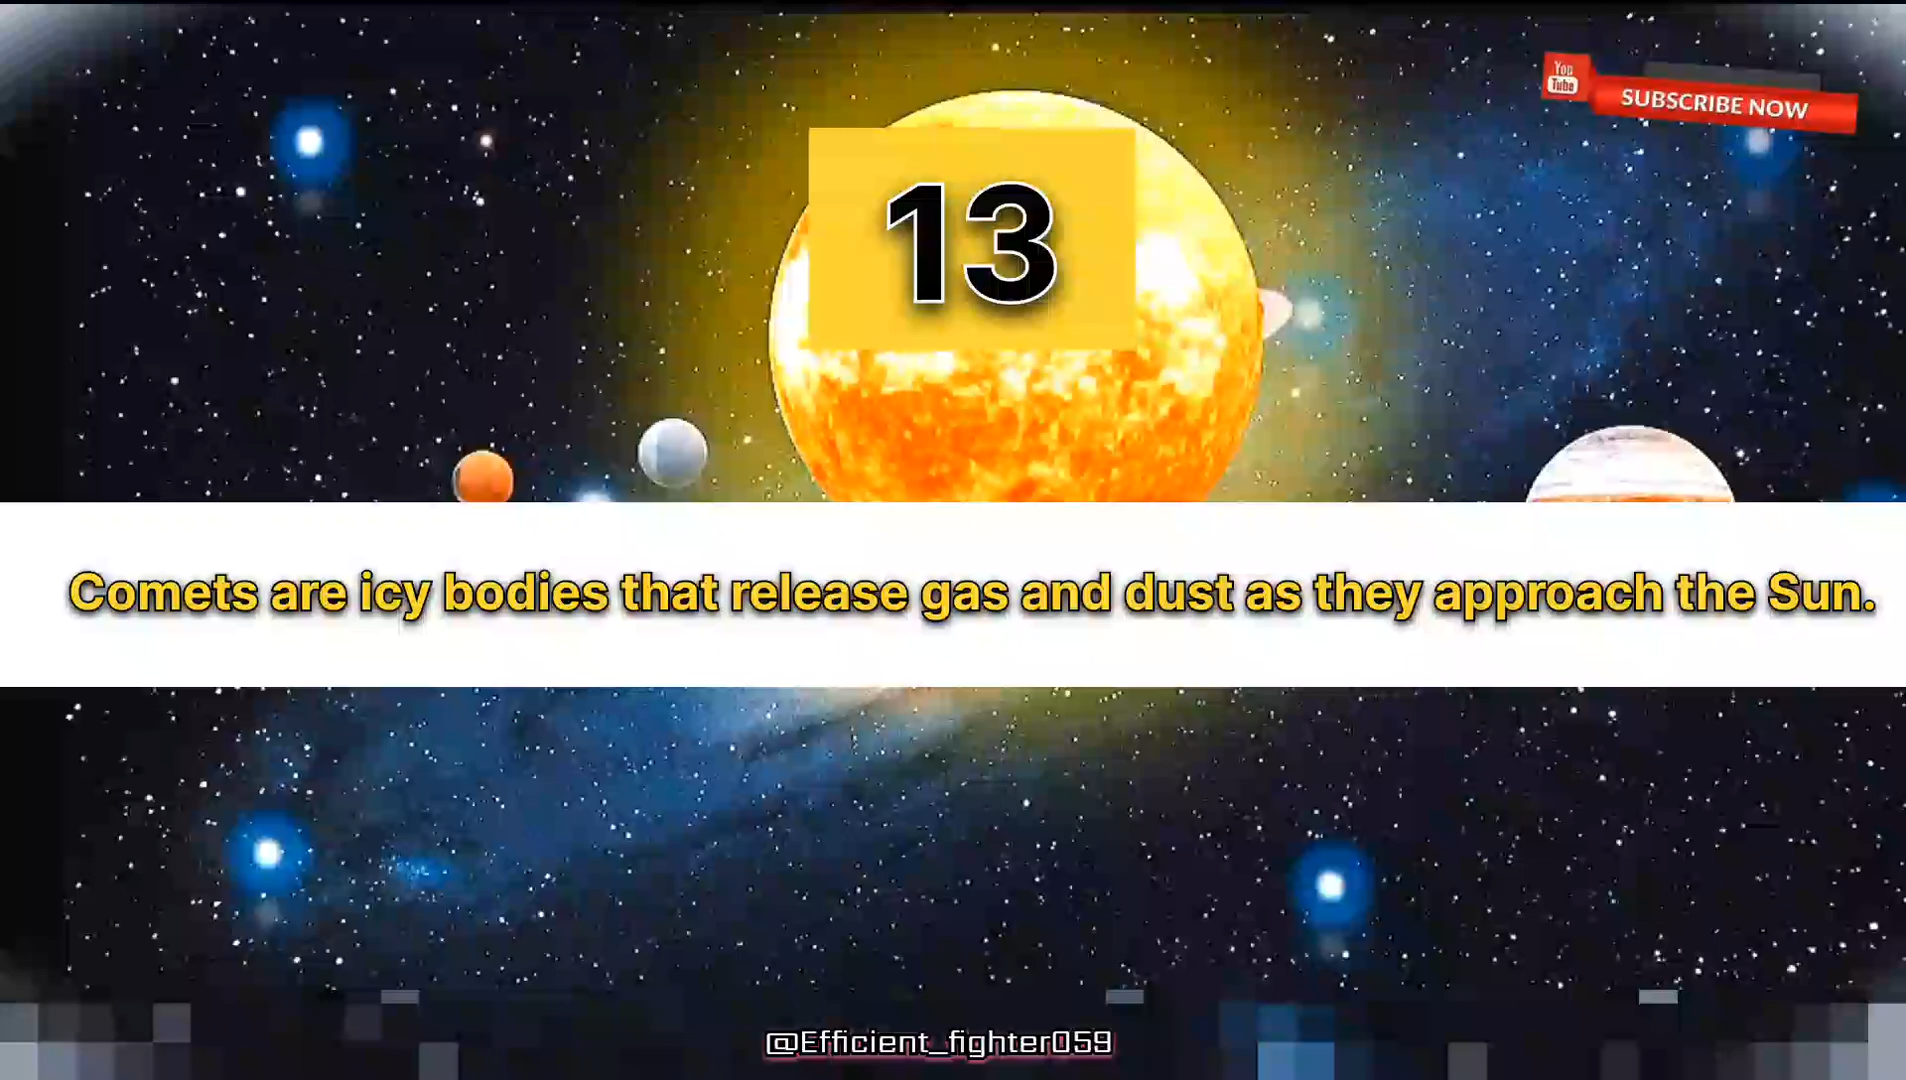 You
Tube
SUBSCRIBE NOW
13
Comets are icy bodies that release gas and dust as they approach the Sun.
@Efficient_fighter059